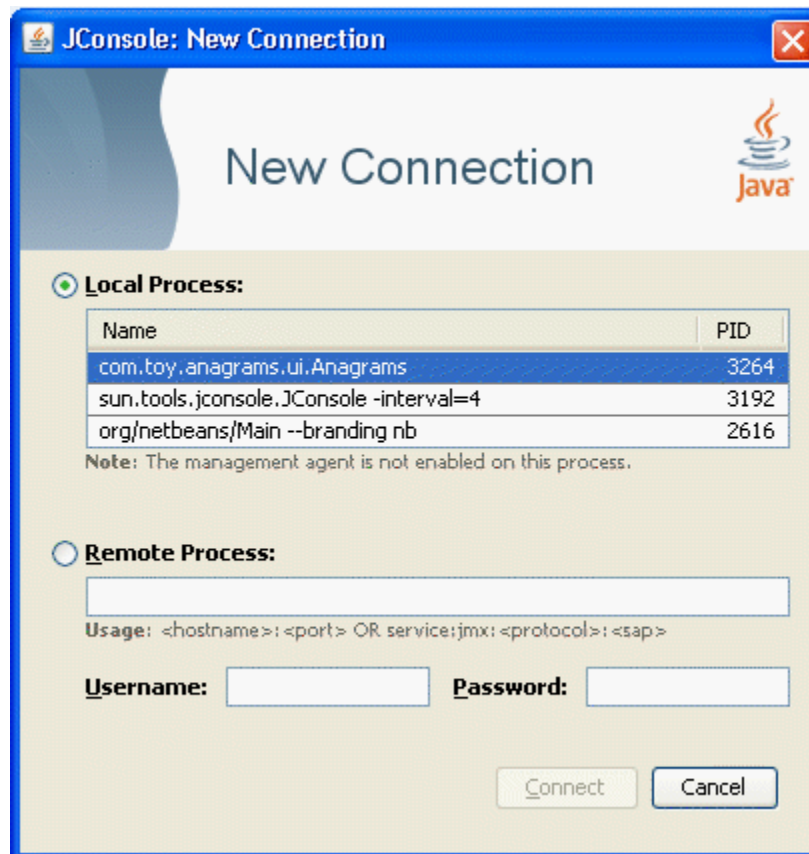 JConsole: New Connection
New Connection
Java
Local Process:
Name PID
com.toy.anagrams.ui.Anagrams 3264
sun.tools.jconsole.JConsole -interval=4 3192
org/netbeans/Main --branding nb 2616
Note: The management agent is not enabled on this process.
Remote Process:
Usage: <hostname>:<port> OR service:jmx:<protocol>:<sap>
Username: Password:
Connect Cancel